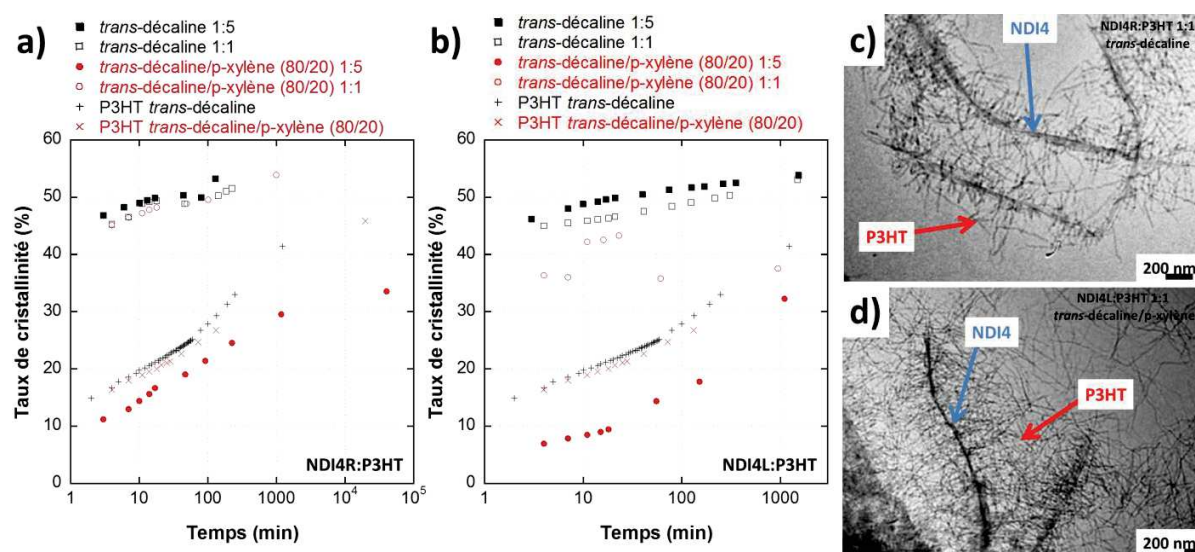 a)
trans-décaline 1:5
trans-décaline 1:1
trans-décaline/p-xylène (80/20) 1:5
trans-décaline/p-xylène (80/20) 1:1
P3HT trans-décaline
P3HT trans-décaline/p-xylène (80/20)
Taux de cristallinité (%)
60
50
40
30
20
10
0
1 10 100 1000 10⁴ 10⁵
Temps (min)
NDI4R:P3HT
b)
trans-décaline 1:5
trans-décaline 1:1
trans-décaline/p-xylène (80/20) 1:5
trans-décaline/p-xylène (80/20) 1:1
P3HT trans-décaline
P3HT trans-décaline/p-xylène (80/20)
Taux de cristallinité (%)
60
50
40
30
20
10
0
1 10 100 1000
Temps (min)
NDI4L:P3HT
c)
NDI4R:P3HT 1:1
trans-décaline
NDI4
P3HT
200 nm
d)
NDI4L:P3HT 1:1
trans-décaline/p-xylène
NDI4
P3HT
200 nm